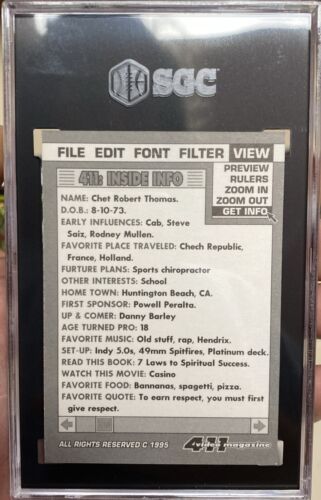 SGC
FILE EDIT FONT FILTER VIEW
PREVIEW
RULERS
ZOOM IN
ZOOM OUT
GET INFO
411: INSIDE INFO
NAME: Chet Robert Thomas.
D.O.B.: 8-10-73.
EARLY INFLUENCES: Cab, Steve
Saiz, Rodney Mullen.
FAVORITE PLACE TRAVELED: Chech Republic,
France, Holland.
FURTURE PLANS: Sports chiropractor
OTHER INTERESTS: School
HOME TOWN: Huntington Beach, CA.
FIRST SPONSOR: Powell Peralta.
UP & COMER: Danny Barley
AGE TURNED PRO: 18
FAVORITE MUSIC: Old stuff, rap, Hendrix.
SET-UP: Indy 5.0s, 49mm Spitfires, Platinum deck.
READ THIS BOOK: 7 Laws to Spiritual Success.
WATCH THIS MOVIE: Casino
FAVORITE FOOD: Bannanas, spagetti, pizza.
FAVORITE QUOTE: To earn respect, you must first
give respect.
ALL RIGHTS RESERVED C 1995
411 video magazine